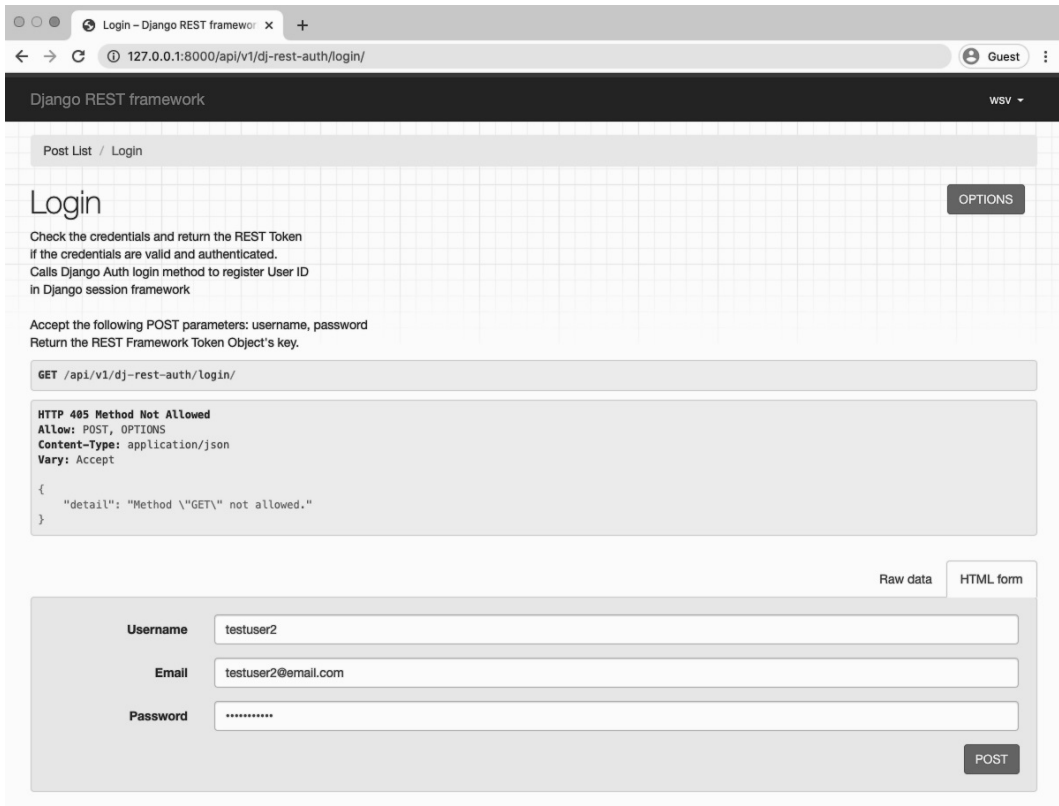 Login – Django REST framewor
127.0.0.1:8000/api/v1/dj-rest-auth/login/
Guest
Django REST framework
wsv
Post List / Login
Login
OPTIONS
Check the credentials and return the REST Token
if the credentials are valid and authenticated.
Calls Django Auth login method to register User ID
in Django session framework
Accept the following POST parameters: username, password
Return the REST Framework Token Object's key.
GET /api/v1/dj-rest-auth/login/
HTTP 405 Method Not Allowed
Allow: POST, OPTIONS
Content-Type: application/json
Vary: Accept
{
"detail": "Method \"GET\" not allowed."
}
Raw data HTML form
Username testuser2
Email testuser2@email.com
Password •••••••••••
POST